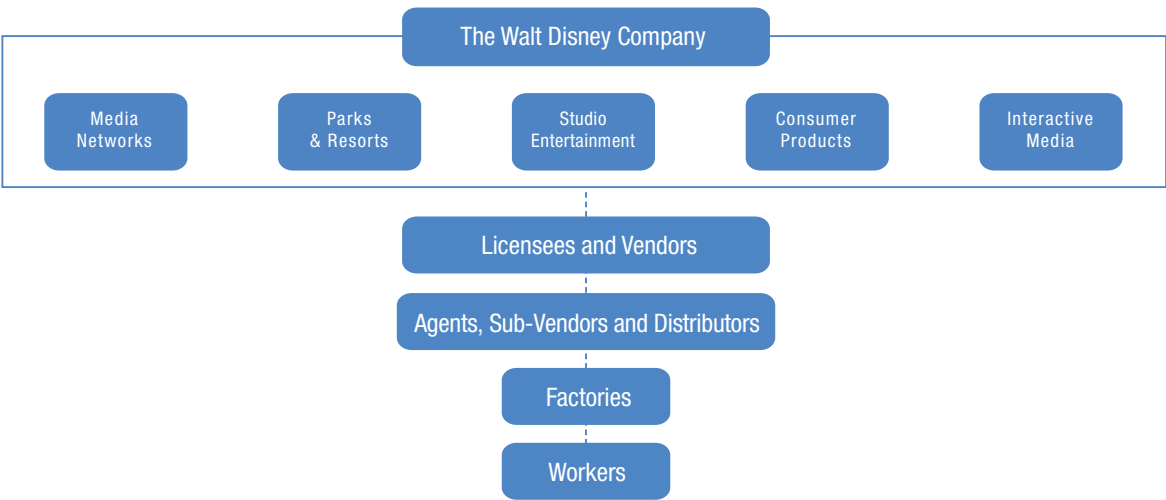 The Walt Disney Company
Media
Networks
Parks
& Resorts
Studio
Entertainment
Consumer
Products
Interactive
Media
Licensees and Vendors
Agents, Sub-Vendors and Distributors
Factories
Workers